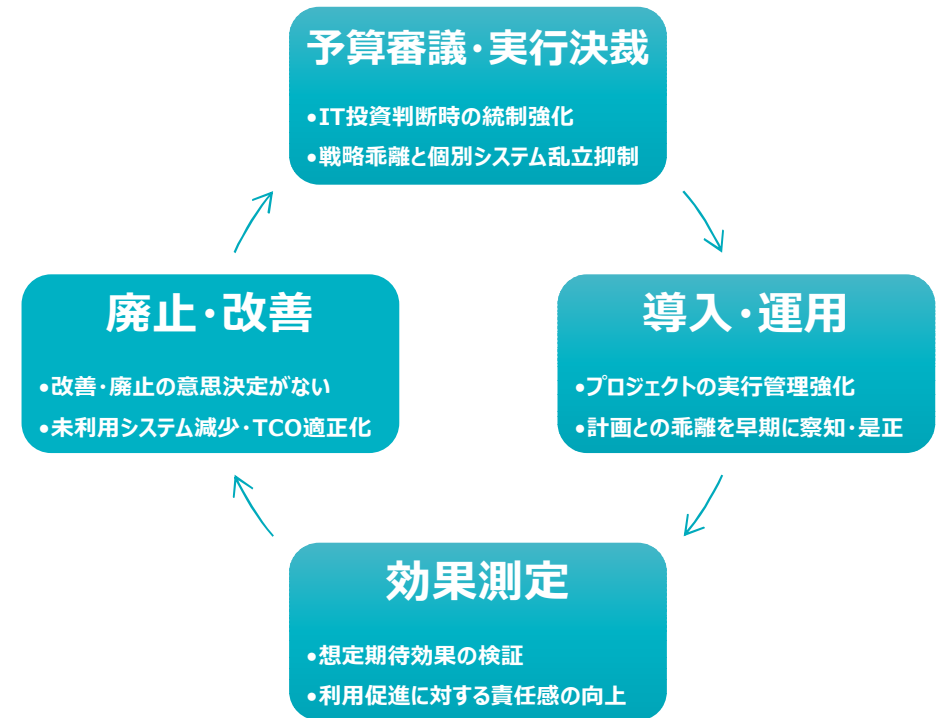 予算審議・実行決裁
•IT投資判断時の統制強化
•戦略乖離と個別システム乱立抑制
導入・運用
•プロジェクトの実行管理強化
•計画との乖離を早期に察知・是正
効果測定
•想定期待効果の検証
•利用促進に対する責任感の向上
廃止・改善
•改善・廃止の意思決定がない
•未利用システム減少・TCO適正化